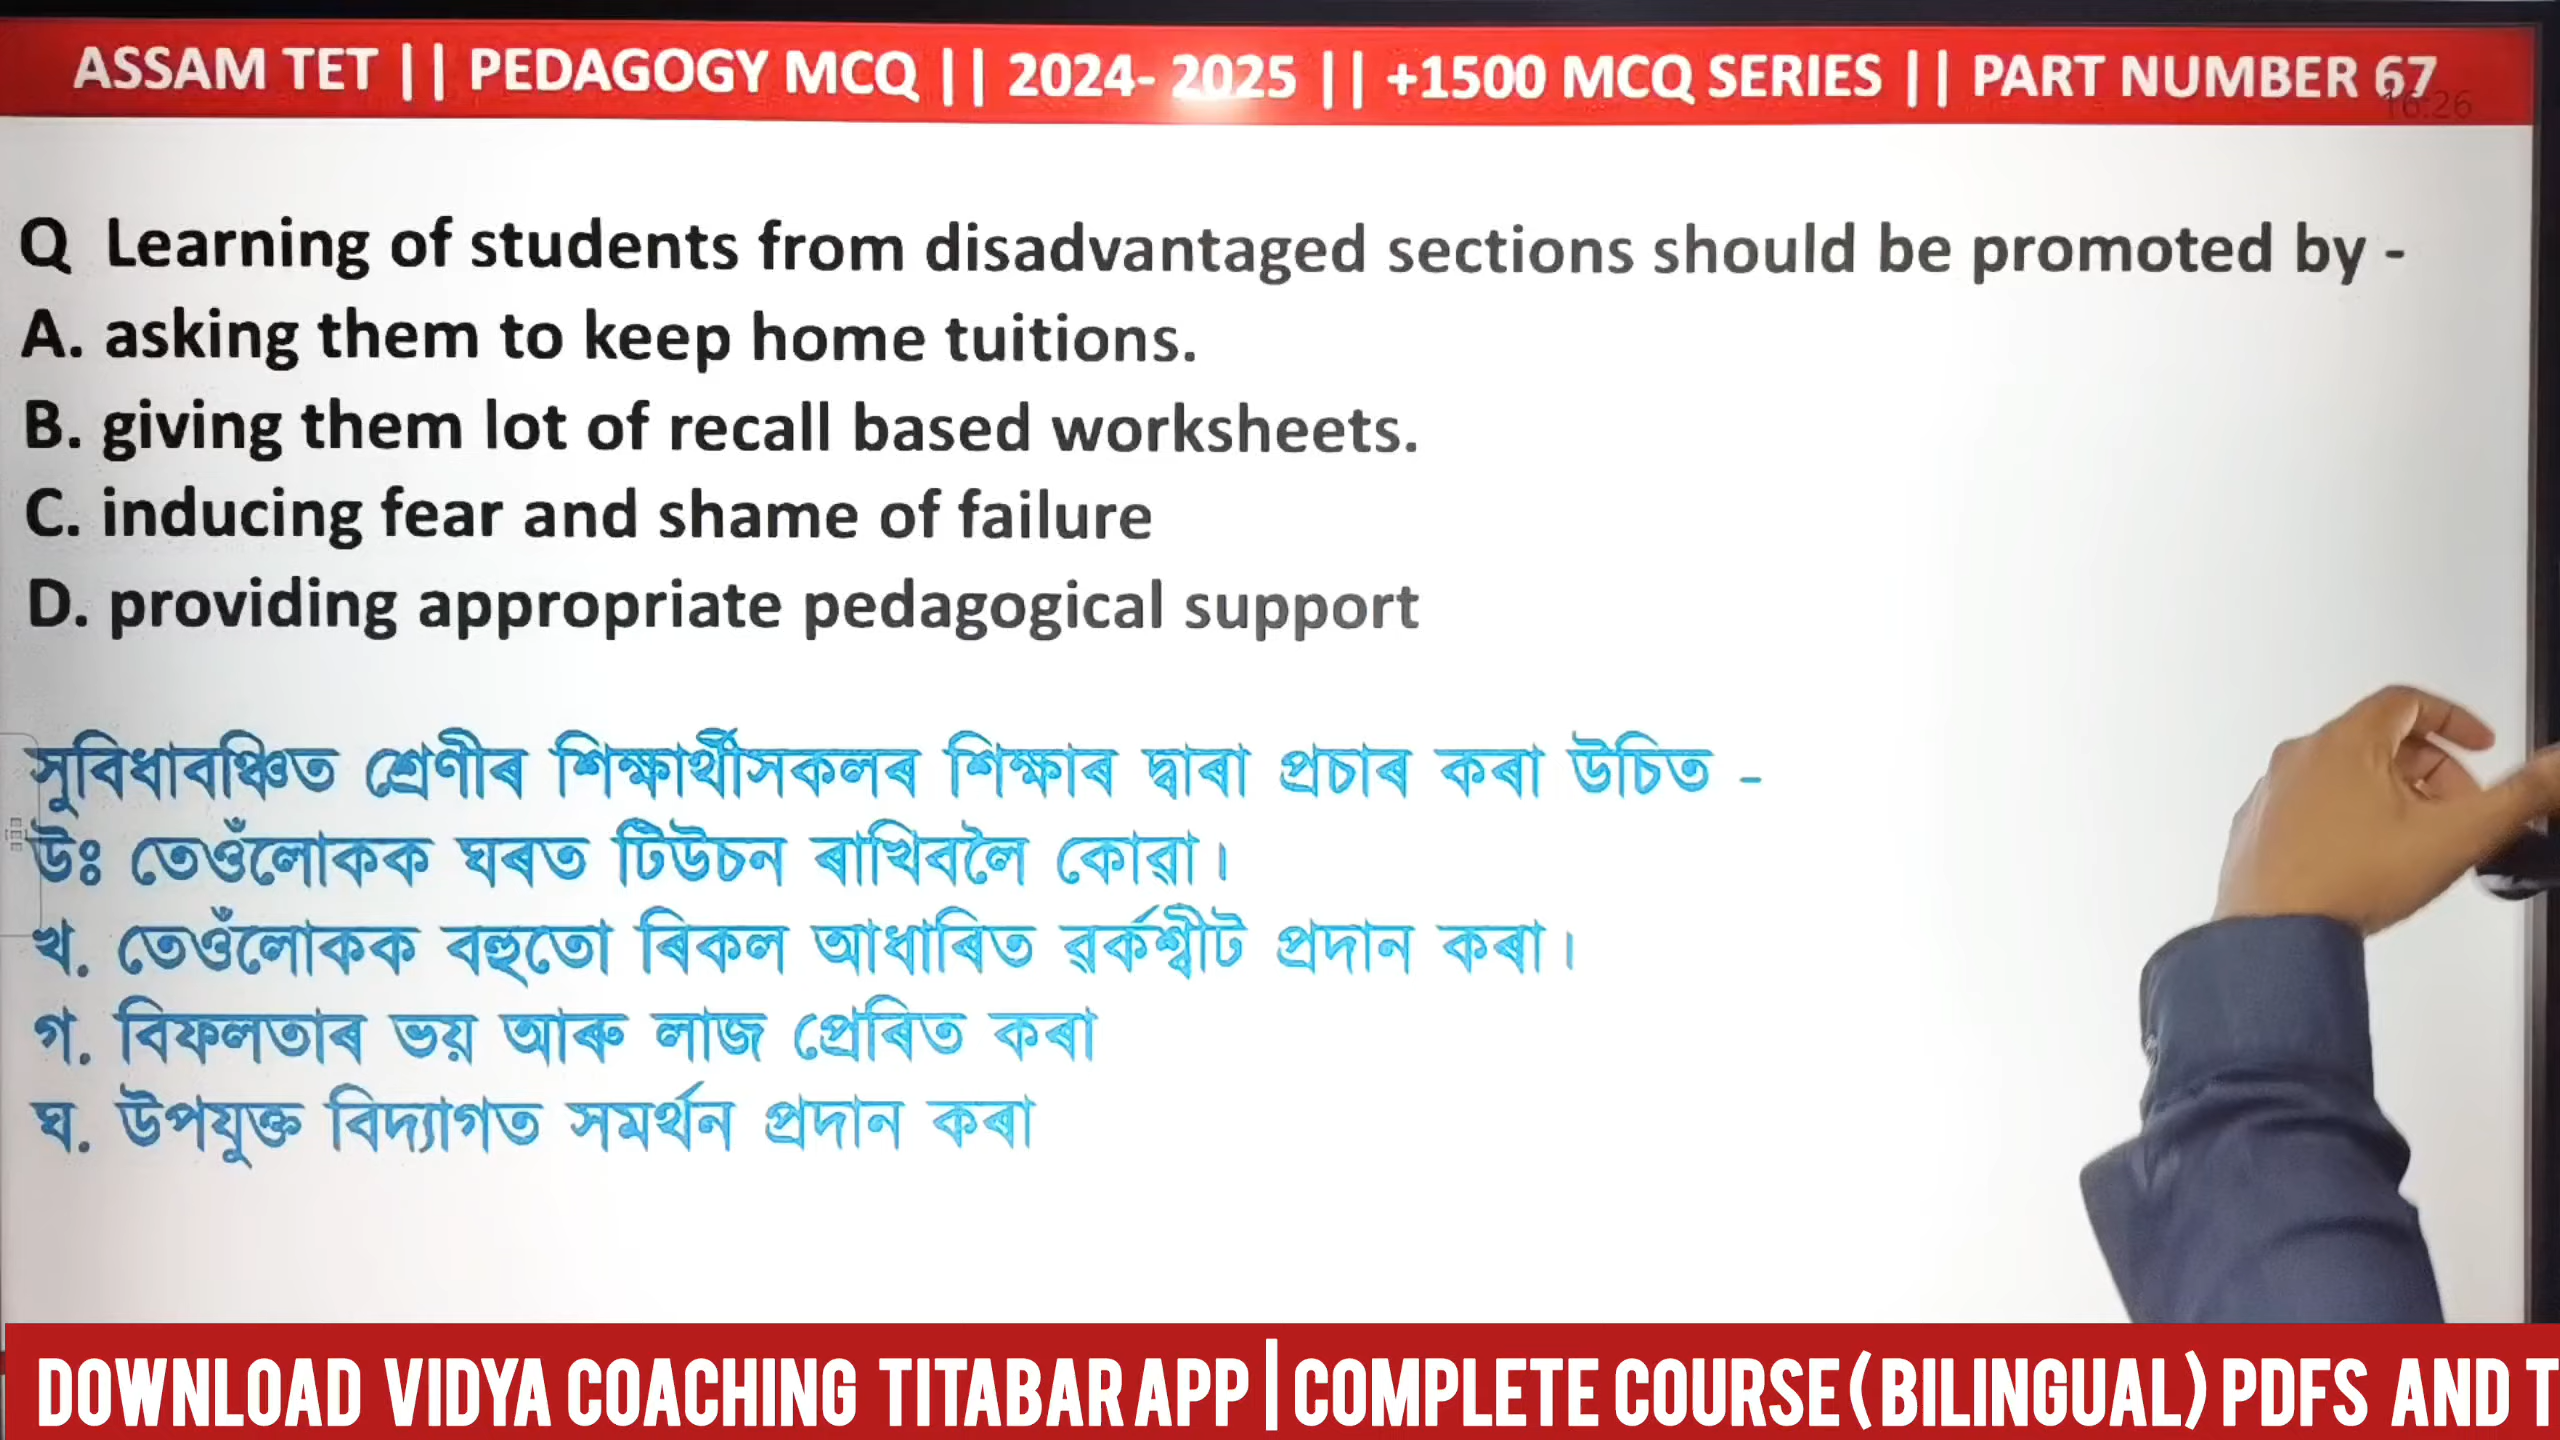 ASSAM TET || PEDAGOGY MCQ || 2024- 2025 || +1500 MCQ SERIES || PART NUMBER 67
16:26
Q Learning of students from disadvantaged sections should be promoted by -
A. asking them to keep home tuitions.
B. giving them lot of recall based worksheets.
C. inducing fear and shame of failure
D. providing appropriate pedagogical support
সুবিধাবঞ্চিত শ্ৰেণীৰ শিক্ষাৰ্থীসকলৰ শিক্ষাৰ দ্বাৰা প্ৰচাৰ কৰা উচিত -
উঃ তেওঁলোকক ঘৰত টিউচন ৰাখিবলৈ কোৱা।
খ. তেওঁলোকক বহুতো ৰিকল আধাৰিত ৱৰ্কশ্বীট প্ৰদান কৰা।
গ. বিফলতাৰ ভয় আৰু লাজ প্ৰেৰিত কৰা
ঘ. উপযুক্ত বিদ্যাগত সমৰ্থন প্ৰদান কৰা
DOWNLOAD VIDYA COACHING TITABAR APP | COMPLETE COURSE (BILINGUAL) PDFS AND T